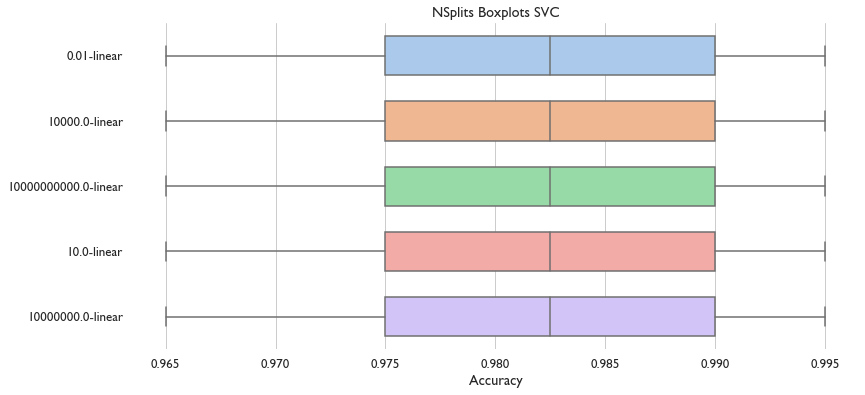 NSplits Boxplots SVC
0.01-linear
10000.0-linear
10000000000.0-linear
10.0-linear
10000000.0-linear
0.965 0.970 0.975 0.980 0.985 0.990 0.995
Accuracy